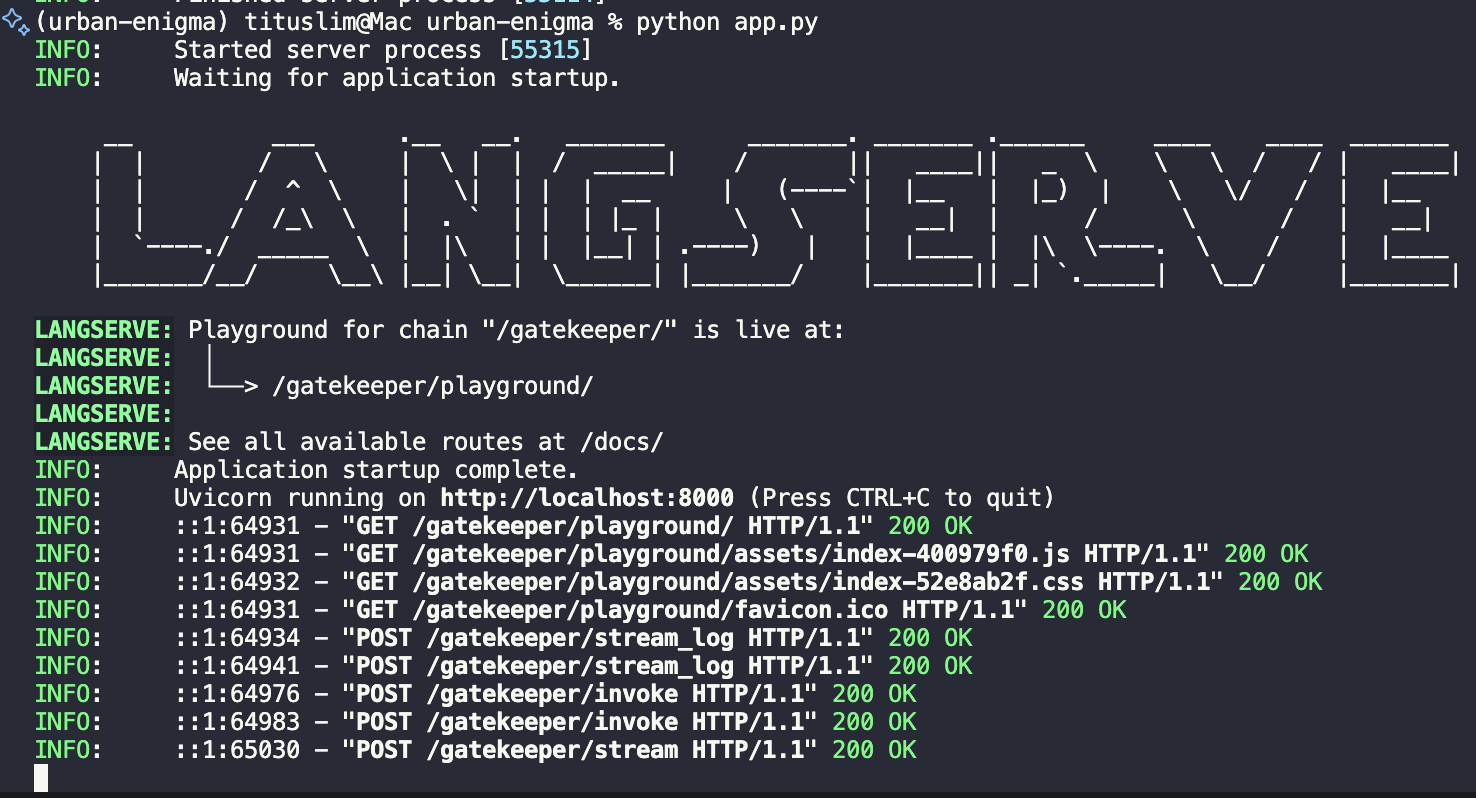 (urban-enigma) tituslim@Mac urban-enigma % python app.py
INFO:     Started server process [55315]
INFO:     Waiting for application startup.
LANGSERVE
LANGSERVE: Playground for chain "/gatekeeper/" is live at:
LANGSERVE:  │
LANGSERVE:  └──> /gatekeeper/playground/
LANGSERVE:
LANGSERVE: See all available routes at /docs/
INFO:     Application startup complete.
INFO:     Uvicorn running on http://localhost:8000 (Press CTRL+C to quit)
INFO:     ::1:64931 - "GET /gatekeeper/playground/ HTTP/1.1" 200 OK
INFO:     ::1:64931 - "GET /gatekeeper/playground/assets/index-400979f0.js HTTP/1.1" 200 OK
INFO:     ::1:64932 - "GET /gatekeeper/playground/assets/index-52e8ab2f.css HTTP/1.1" 200 OK
INFO:     ::1:64931 - "GET /gatekeeper/playground/favicon.ico HTTP/1.1" 200 OK
INFO:     ::1:64934 - "POST /gatekeeper/stream_log HTTP/1.1" 200 OK
INFO:     ::1:64941 - "POST /gatekeeper/stream_log HTTP/1.1" 200 OK
INFO:     ::1:64976 - "POST /gatekeeper/invoke HTTP/1.1" 200 OK
INFO:     ::1:64983 - "POST /gatekeeper/invoke HTTP/1.1" 200 OK
INFO:     ::1:65030 - "POST /gatekeeper/stream HTTP/1.1" 200 OK